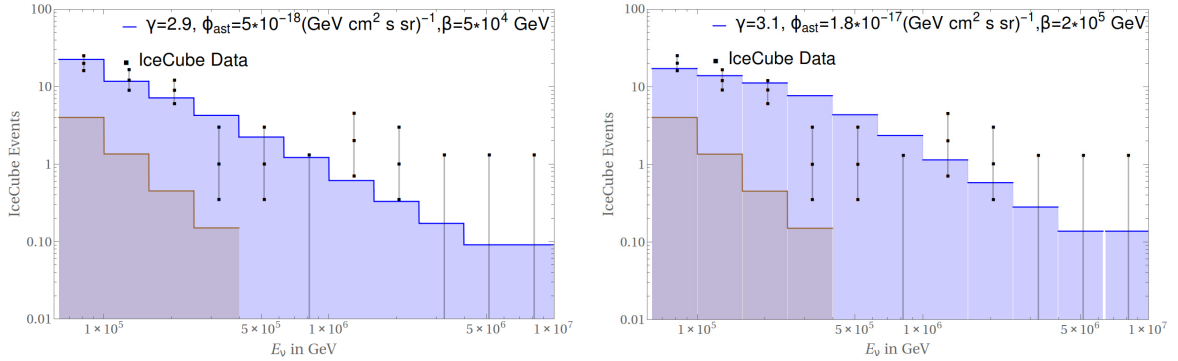 γ=2.9, ϕast=5*10−18(GeV cm2 s sr)−1,β=5*104 GeV
IceCube Data
100
10
1
0.10
0.01
IceCube Events
1×10⁵
5×10⁵
1×10⁶
5×10⁶
1×10⁷
Eν in GeV
γ=3.1, ϕast=1.8*10⁻¹⁷(GeV cm² s sr)⁻¹,β=2*10⁵ GeV
IceCube Data
100
10
1
0.10
0.01
IceCube Events
1×10⁵
5×10⁵
1×10⁶
5×10⁶
1×10⁷
Eν in GeV